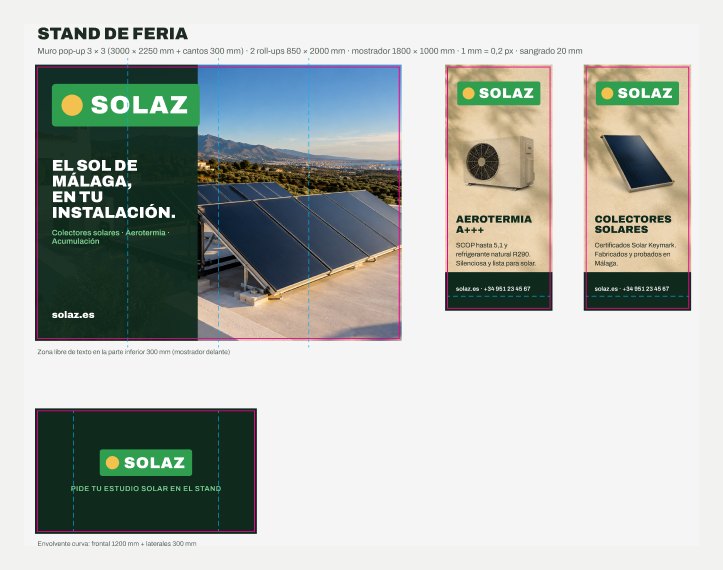 STAND DE FERIA
Muro pop-up 3 × 3 (3000 × 2250 mm + cantos 300 mm) · 2 roll-ups 850 × 2000 mm · mostrador 1800 × 1000 mm · 1 mm = 0,2 px · sangrado 20 mm
SOLAZ
EL SOL DE
MÁLAGA,
EN TU
INSTALACIÓN.
Colectores solares · Aerotermia ·
Acumulación
solaz.es
Zona libre de texto en la parte inferior 300 mm (mostrador delante)
SOLAZ
AEROTERMIA
A+++
SCOP hasta 5,1 y
refrigerante natural R290.
Silenciosa y lista para solar.
solaz.es · +34 951 23 45 67
SOLAZ
COLECTORES
SOLARES
Certificados Solar Keymark.
Fabricados y probados en
Málaga.
solaz.es · +34 951 23 45 67
SOLAZ
PIDE TU ESTUDIO SOLAR EN EL STAND
Envolvente curva: frontal 1200 mm + laterales 300 mm